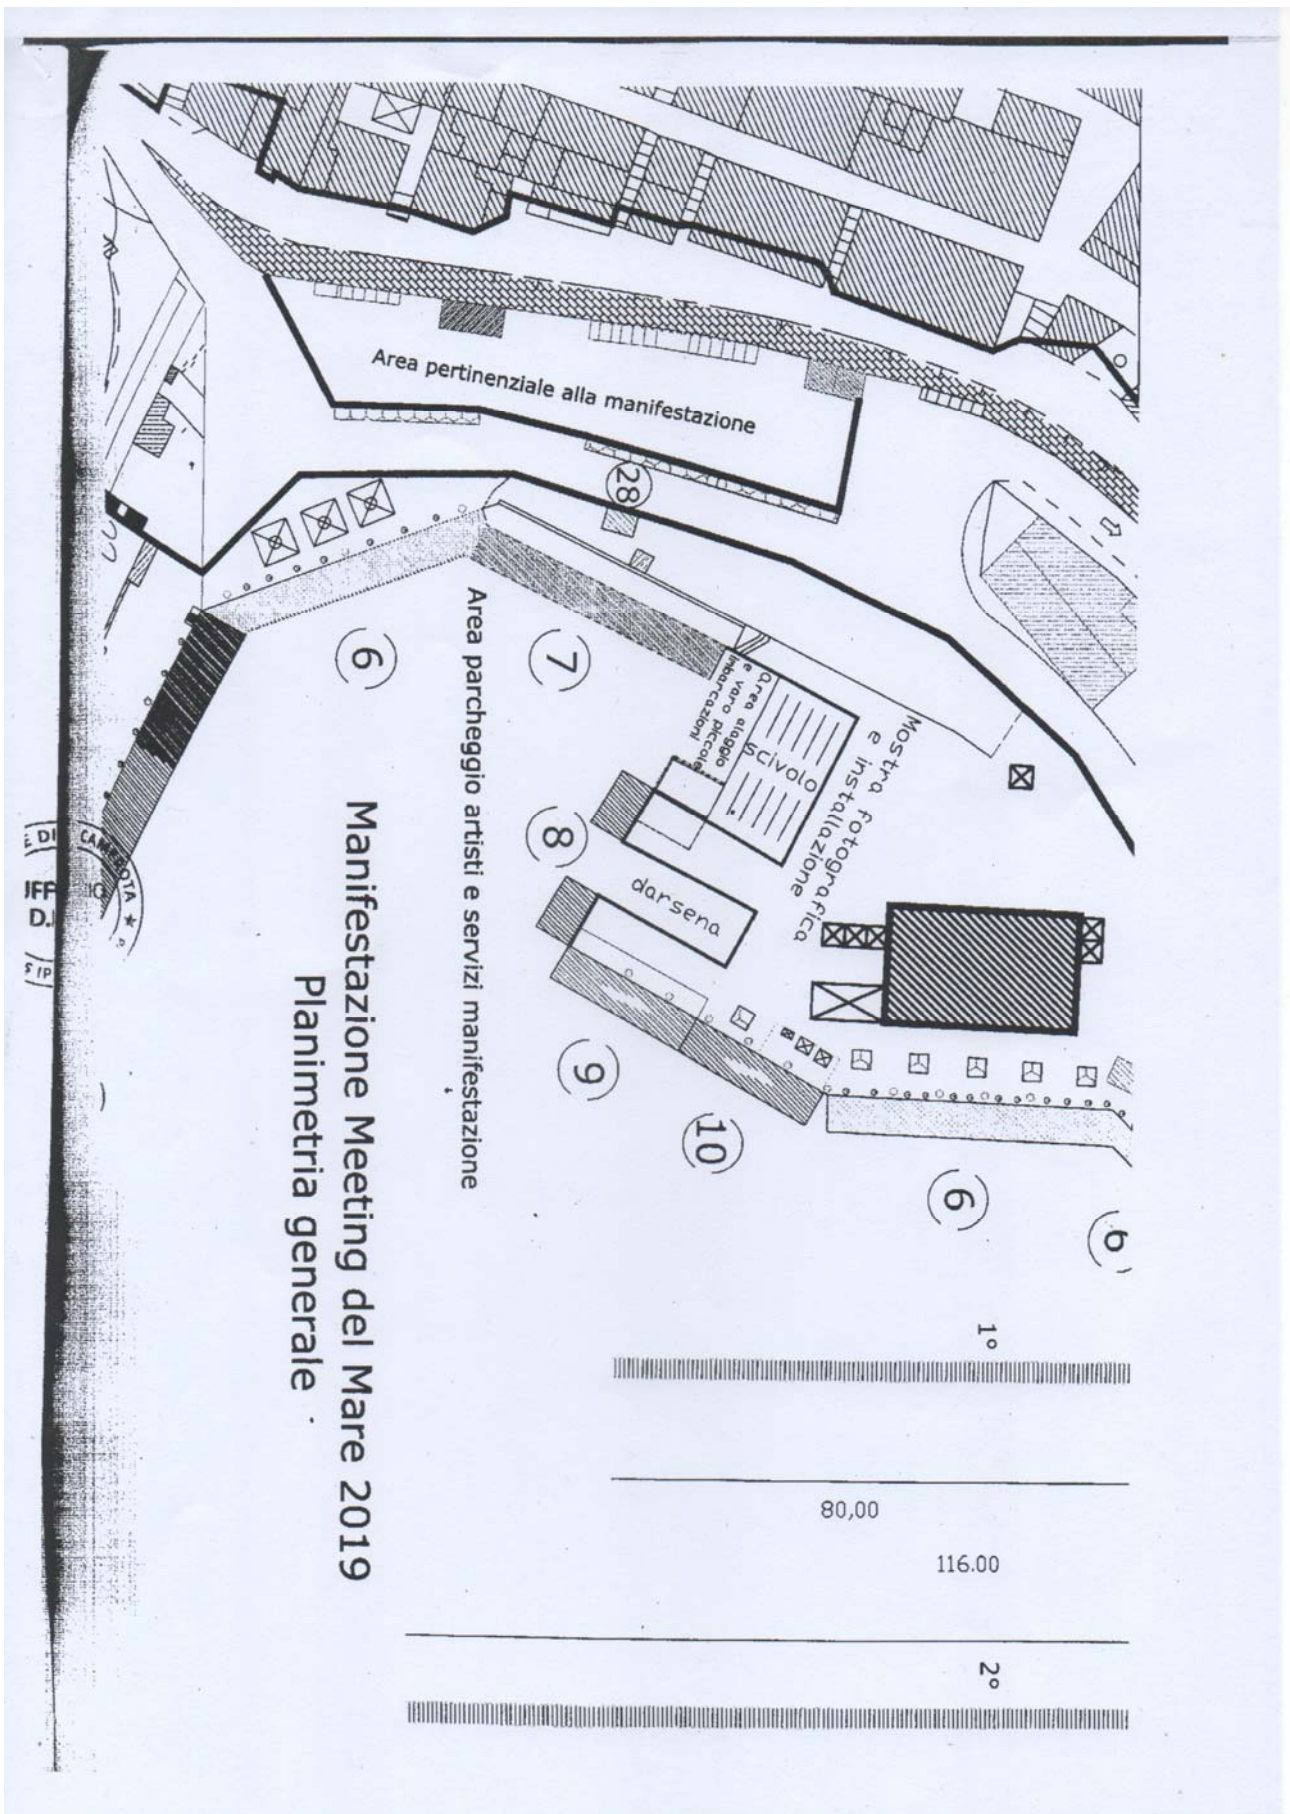 Area pertinenziale alla manifestazione
28
6
7
Area parcheggio artisti e servizi manifestazione
area alaggio
e varo piccole
imbarcazioni
scivolo
Mostra fotografica
e installazione
8
darsena
9
10
6
6
Manifestazione Meeting del Mare 2019
Planimetria generale
1°
80,00
116.00
2°
CAMEROTA